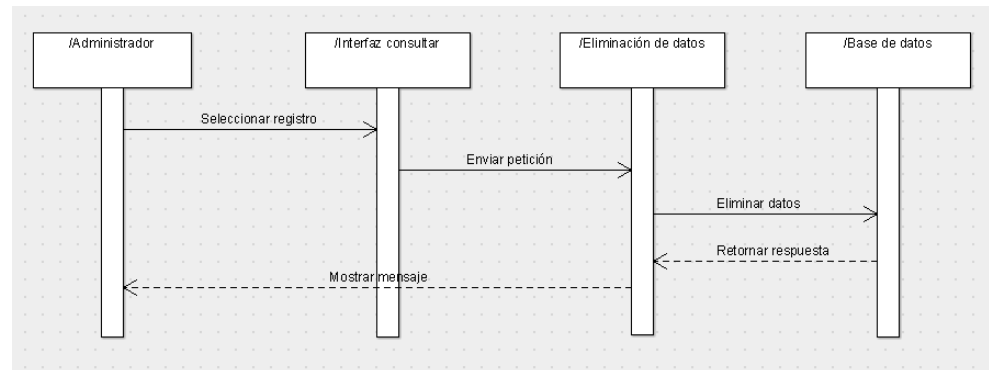 /Administrador
/Interfaz consultar
/Eliminación de datos
/Base de datos
Seleccionar registro
Enviar petición
Eliminar datos
Retornar respuesta
Mostrar mensaje